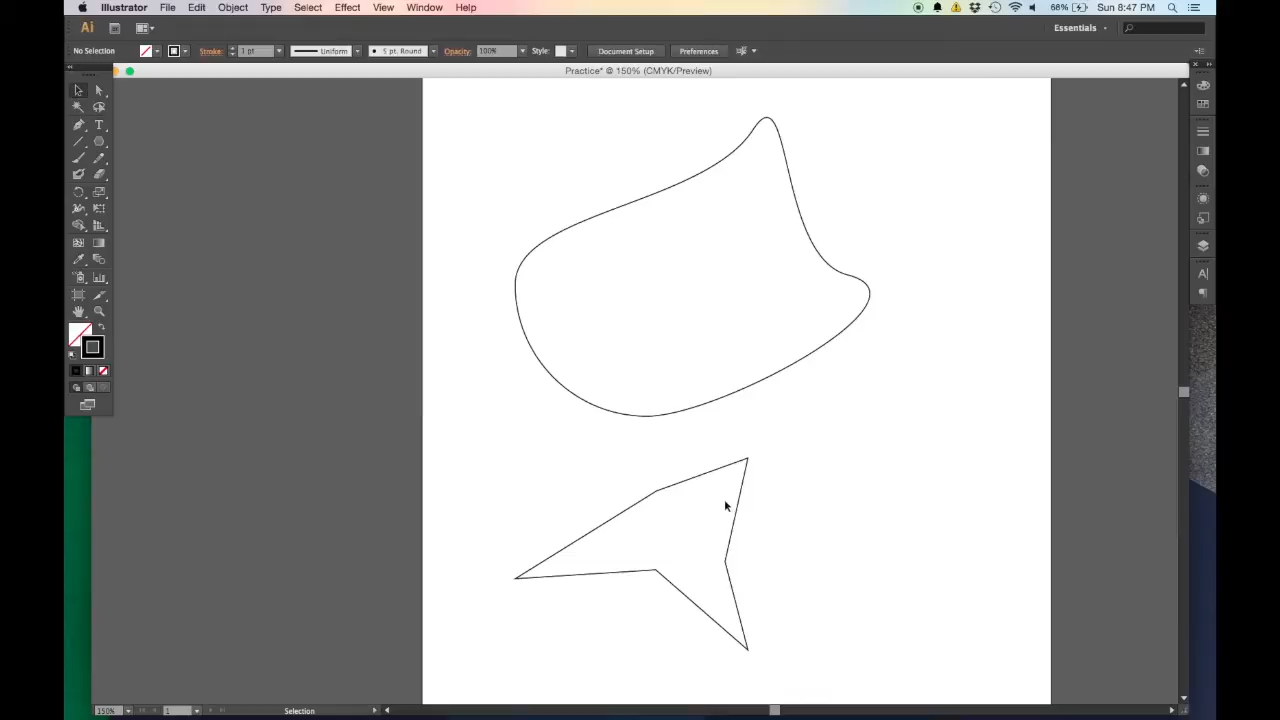 Illustrator File Edit Object Type Select Effect View Window Help 66% Sun 8:47 PM
Ai Essentials
No Selection Stroke: 1 pt Uniform 5 pt. Round Opacity: 100% Style: Document Setup Preferences
Practice* @ 150% (CMYK/Preview)
150% 1 Selection